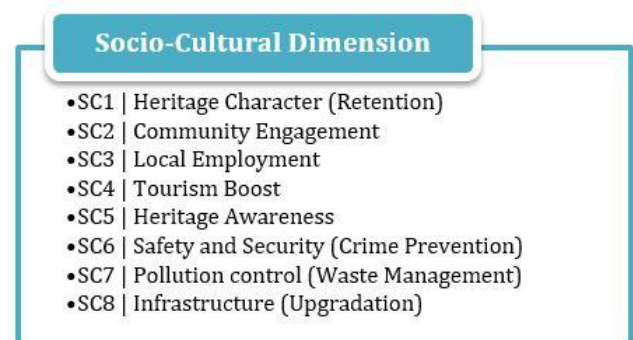 Socio-Cultural Dimension
•SC1 | Heritage Character (Retention)
•SC2 | Community Engagement
•SC3 | Local Employment
•SC4 | Tourism Boost
•SC5 | Heritage Awareness
•SC6 | Safety and Security (Crime Prevention)
•SC7 | Pollution control (Waste Management)
•SC8 | Infrastructure (Upgradation)